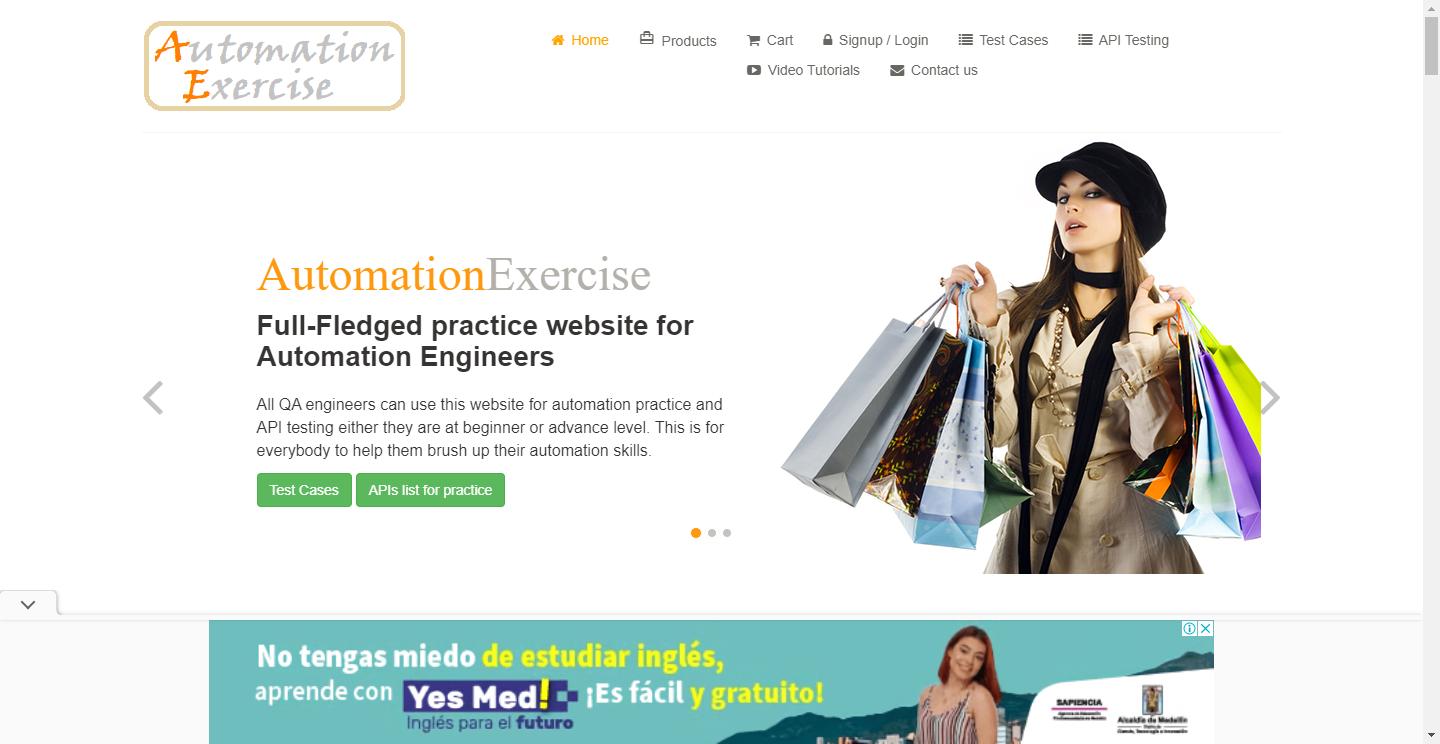 Automation
Exercise
Home Products Cart Signup / Login Test Cases API Testing
Video Tutorials Contact us
AutomationExercise
Full-Fledged practice website for
Automation Engineers
All QA engineers can use this website for automation practice and
API testing either they are at beginner or advance level. This is for
everybody to help them brush up their automation skills.
Test Cases APIs list for practice
No tengas miedo de estudiar inglés,
aprende con Yes Med! ¡Es fácil y gratuito!
Inglés para el futuro
SAPIENCIA
Alcaldía de Medellín